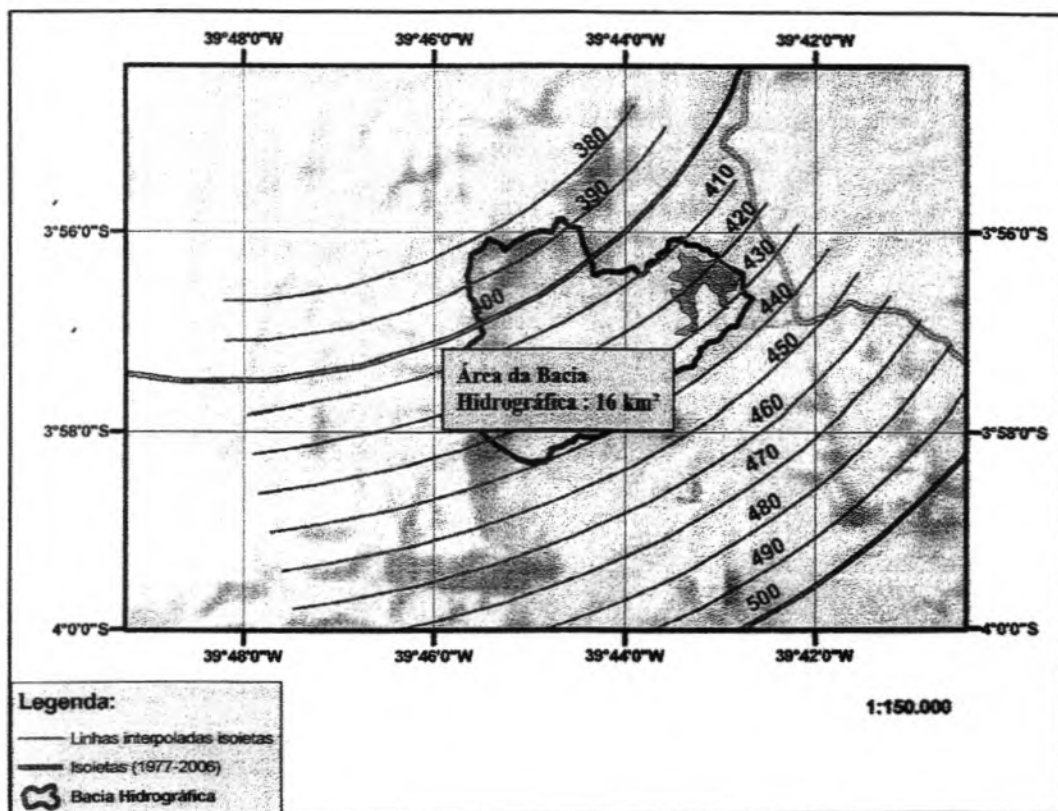 39°48'0"W 39°46'0"W 39°44'0"W 39°42'0"W
380
390
410
420
3°56'0"S 3°56'0"S
430
400
440
450
Área da Bacia
Hidrográfica : 16 km²
460
3°58'0"S 3°58'0"S
470
480
490
500
4°0'0"S 4°0'0"S
39°48'0"W 39°46'0"W 39°44'0"W 39°42'0"W
Legenda:
1:150.000
Linhas interpoladas isoietas
Isoietas (1977-2006)
Bacia Hidrográfica